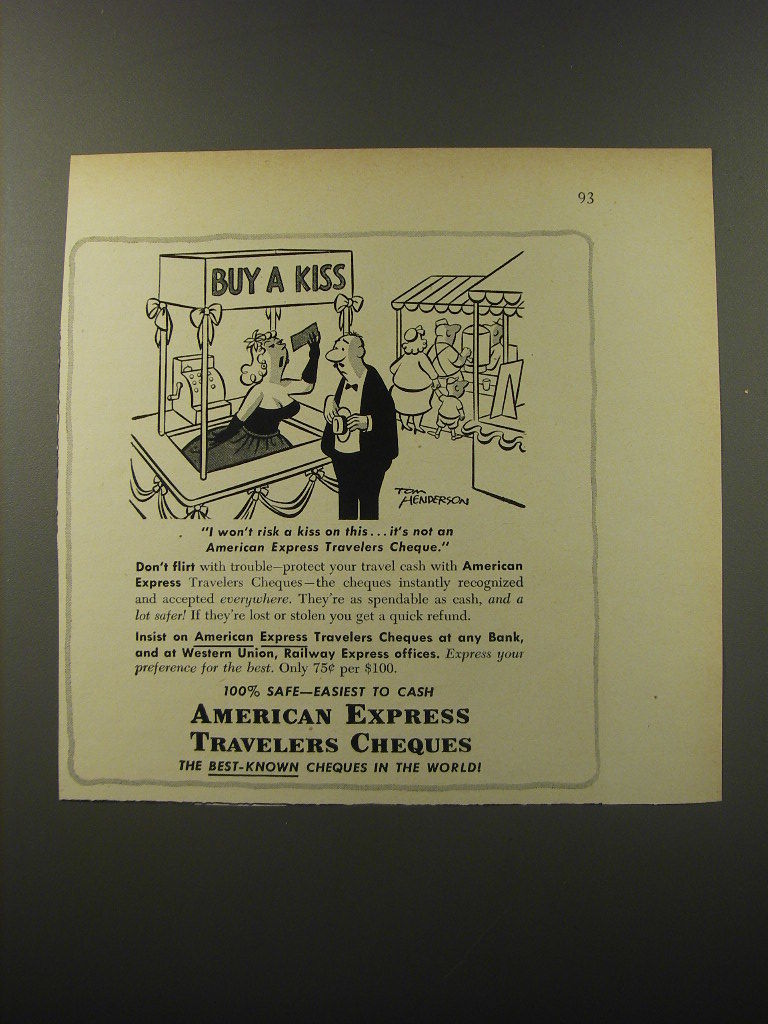 93
BUY A KISS
TOM
HENDERSON
"I won't risk a kiss on this...it's not an
American Express Travelers Cheque."
Don't flirt with trouble—protect your travel cash with American
Express Travelers Cheques—the cheques instantly recognized
and accepted everywhere. They're as spendable as cash, and a
lot safer! If they're lost or stolen you get a quick refund.
Insist on American Express Travelers Cheques at any Bank,
and at Western Union, Railway Express offices. Express your
preference for the best. Only 75¢ per $100.
100% SAFE—EASIEST TO CASH
AMERICAN EXPRESS
TRAVELERS CHEQUES
THE BEST-KNOWN CHEQUES IN THE WORLD!